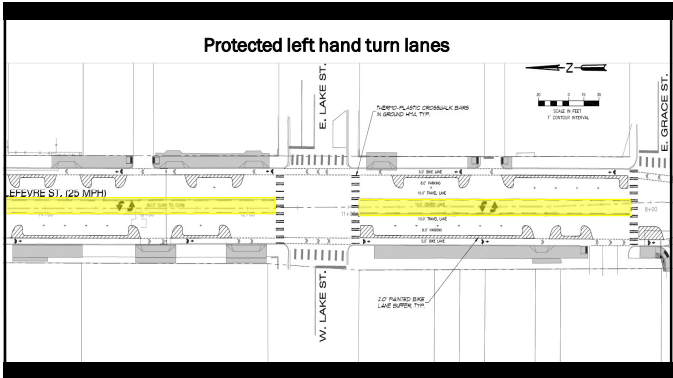 Protected left hand turn lanes
E. LAKE ST.
Z
E. GRACE ST.
SCALE IN FEET
1" CONTOUR INTERVAL
THERMO-PLASTIC CROSSWALK BARS
IN GROUND HMA, TYP.
5.0' BIKE LANE
8.0' PARKING
10.0' TRAVEL LANE
LEFEVRE ST. (25 MPH)
10.0' TRAVEL LANE
8.0' PARKING
5.0' BIKE LANE
2.0' PAINTED BIKE
LANE BUFFER, TYP.
W. LAKE ST.